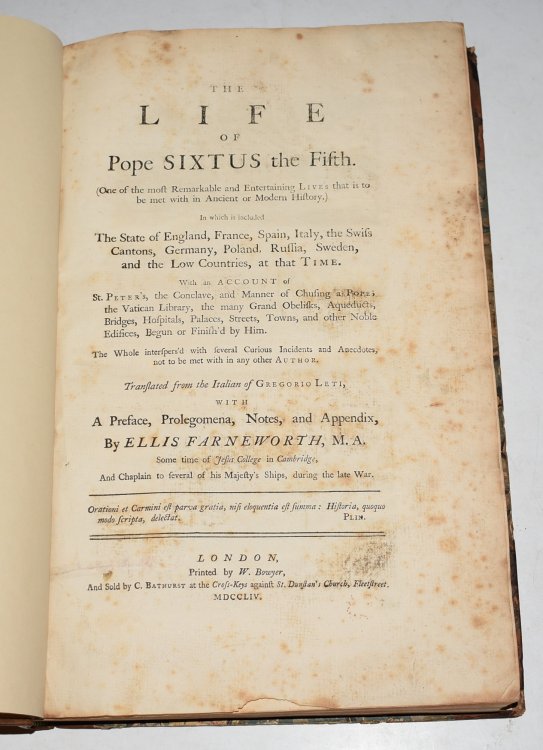 THE
LIFE
OF
Pope SIXTUS the Fifth.
(One of the most Remarkable and Entertaining LIVES that is to
be met with in Ancient or Modern History.)
In which is included
The State of England, France, Spain, Italy, the Swiss
Cantons, Germany, Poland. Russia, Sweden,
and the Low Countries, at that TIME.
With an ACCOUNT of
St. PETER's, the Conclave, and Manner of Chusing a POPE;
the Vatican Library, the many Grand Obelisks, Aqueducts,
Bridges, Hospitals, Palaces, Streets, Towns, and other Noble
Edifices, Begun or Finish'd by Him.
The Whole interspers'd with several Curious Incidents and Anecdotes,
not to be met with in any other AUTHOR.
Translated from the Italian of GREGORIO LETI,
WITH
A Preface, Prolegomena, Notes, and Appendix,
By ELLIS FARNEWORTH, M.A.
Some time of Jesus College in Cambridge,
And Chaplain to several of his Majesty's Ships, during the late War.
Orationi et Carmini est parva gratia, nisi eloquentia est summa: Historia, quoquo
modo scripta, delectat. PLIN.
LONDON,
Printed by W. Bowyer,
And Sold by C. BATHURST at the Cross-Keys against St. Dunstan's Church, Fleetstreet.
MDCCLIV.